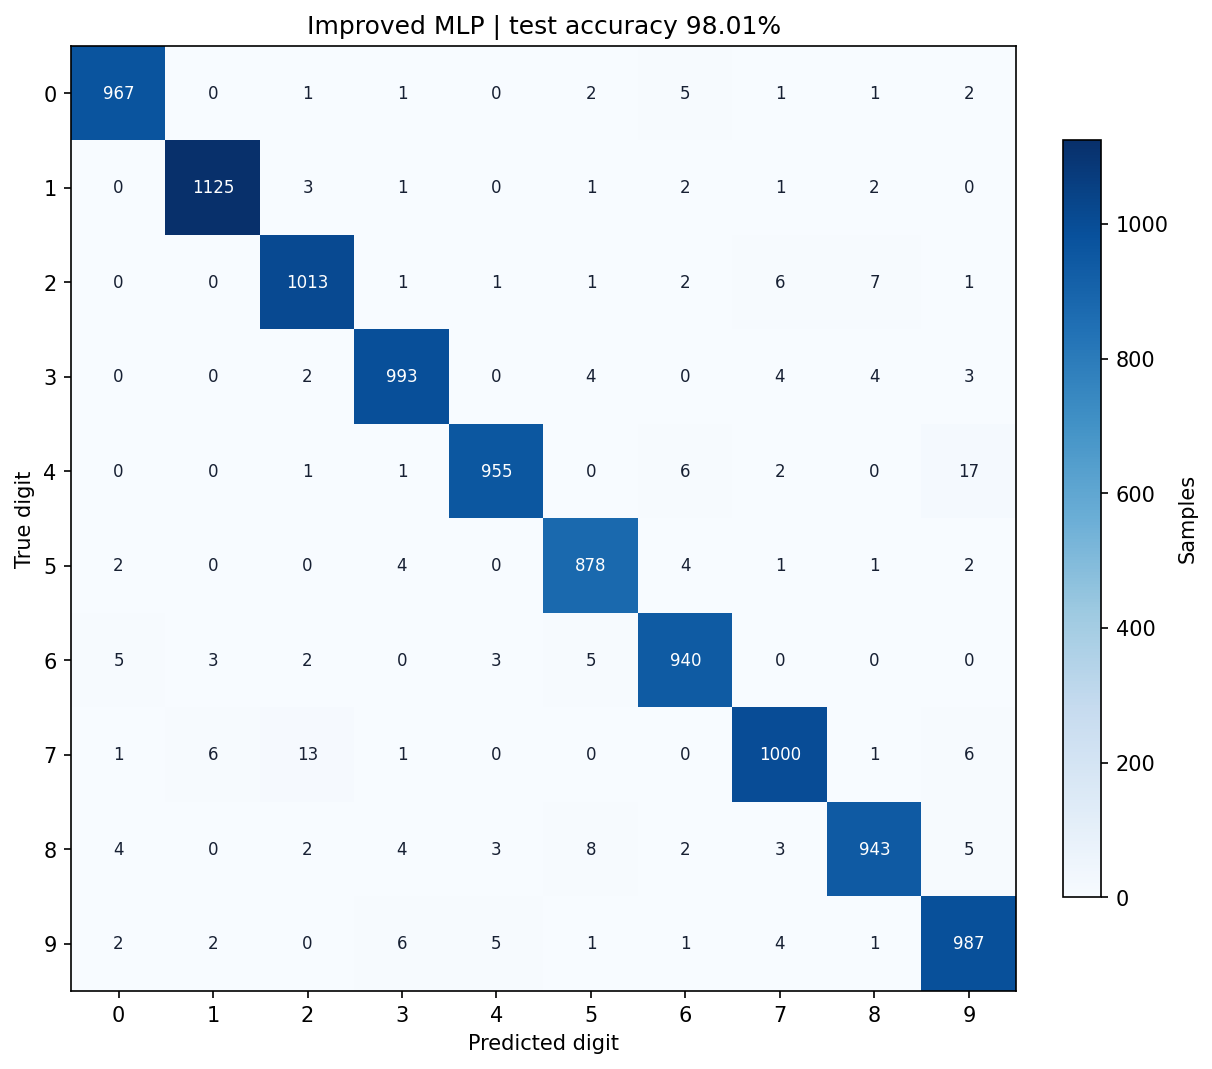 Improved MLP | test accuracy 98.01%
0 967 0 1 1 0 2 5 1 1 2
1 0 1125 3 1 0 1 2 1 2 0
2 0 0 1013 1 1 1 2 6 7 1
3 0 0 2 993 0 4 0 4 4 3
4 0 0 1 1 955 0 6 2 0 17
5 2 0 0 4 0 878 4 1 1 2
6 5 3 2 0 3 5 940 0 0 0
7 1 6 13 1 0 0 0 1000 1 6
8 4 0 2 4 3 8 2 3 943 5
9 2 2 0 6 5 1 1 4 1 987
0 1 2 3 4 5 6 7 8 9
Predicted digit
True digit
1000
800
600
400
200
0
Samples